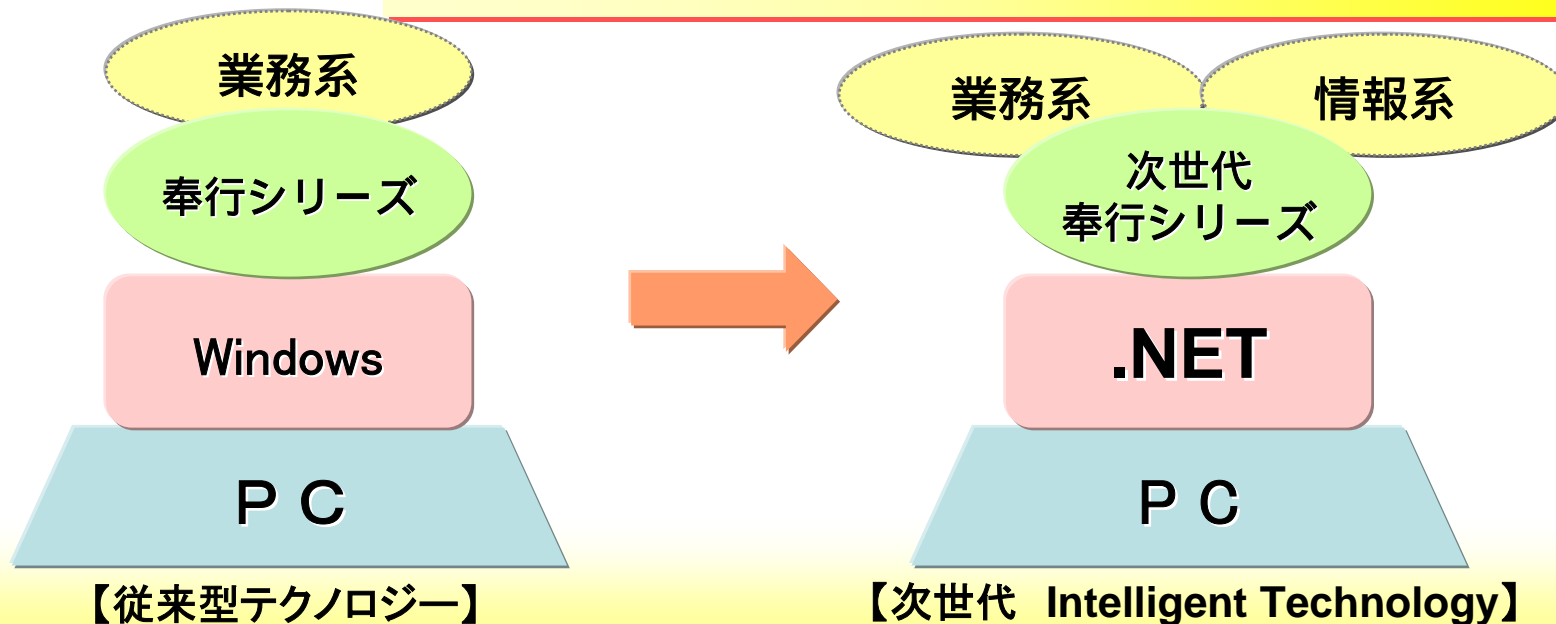 業務系
奉行シリーズ
Windows
ＰＣ
【従来型テクノロジー】
業務系
情報系
次世代
奉行シリーズ
.NET
ＰＣ
【次世代　Intelligent Technology】